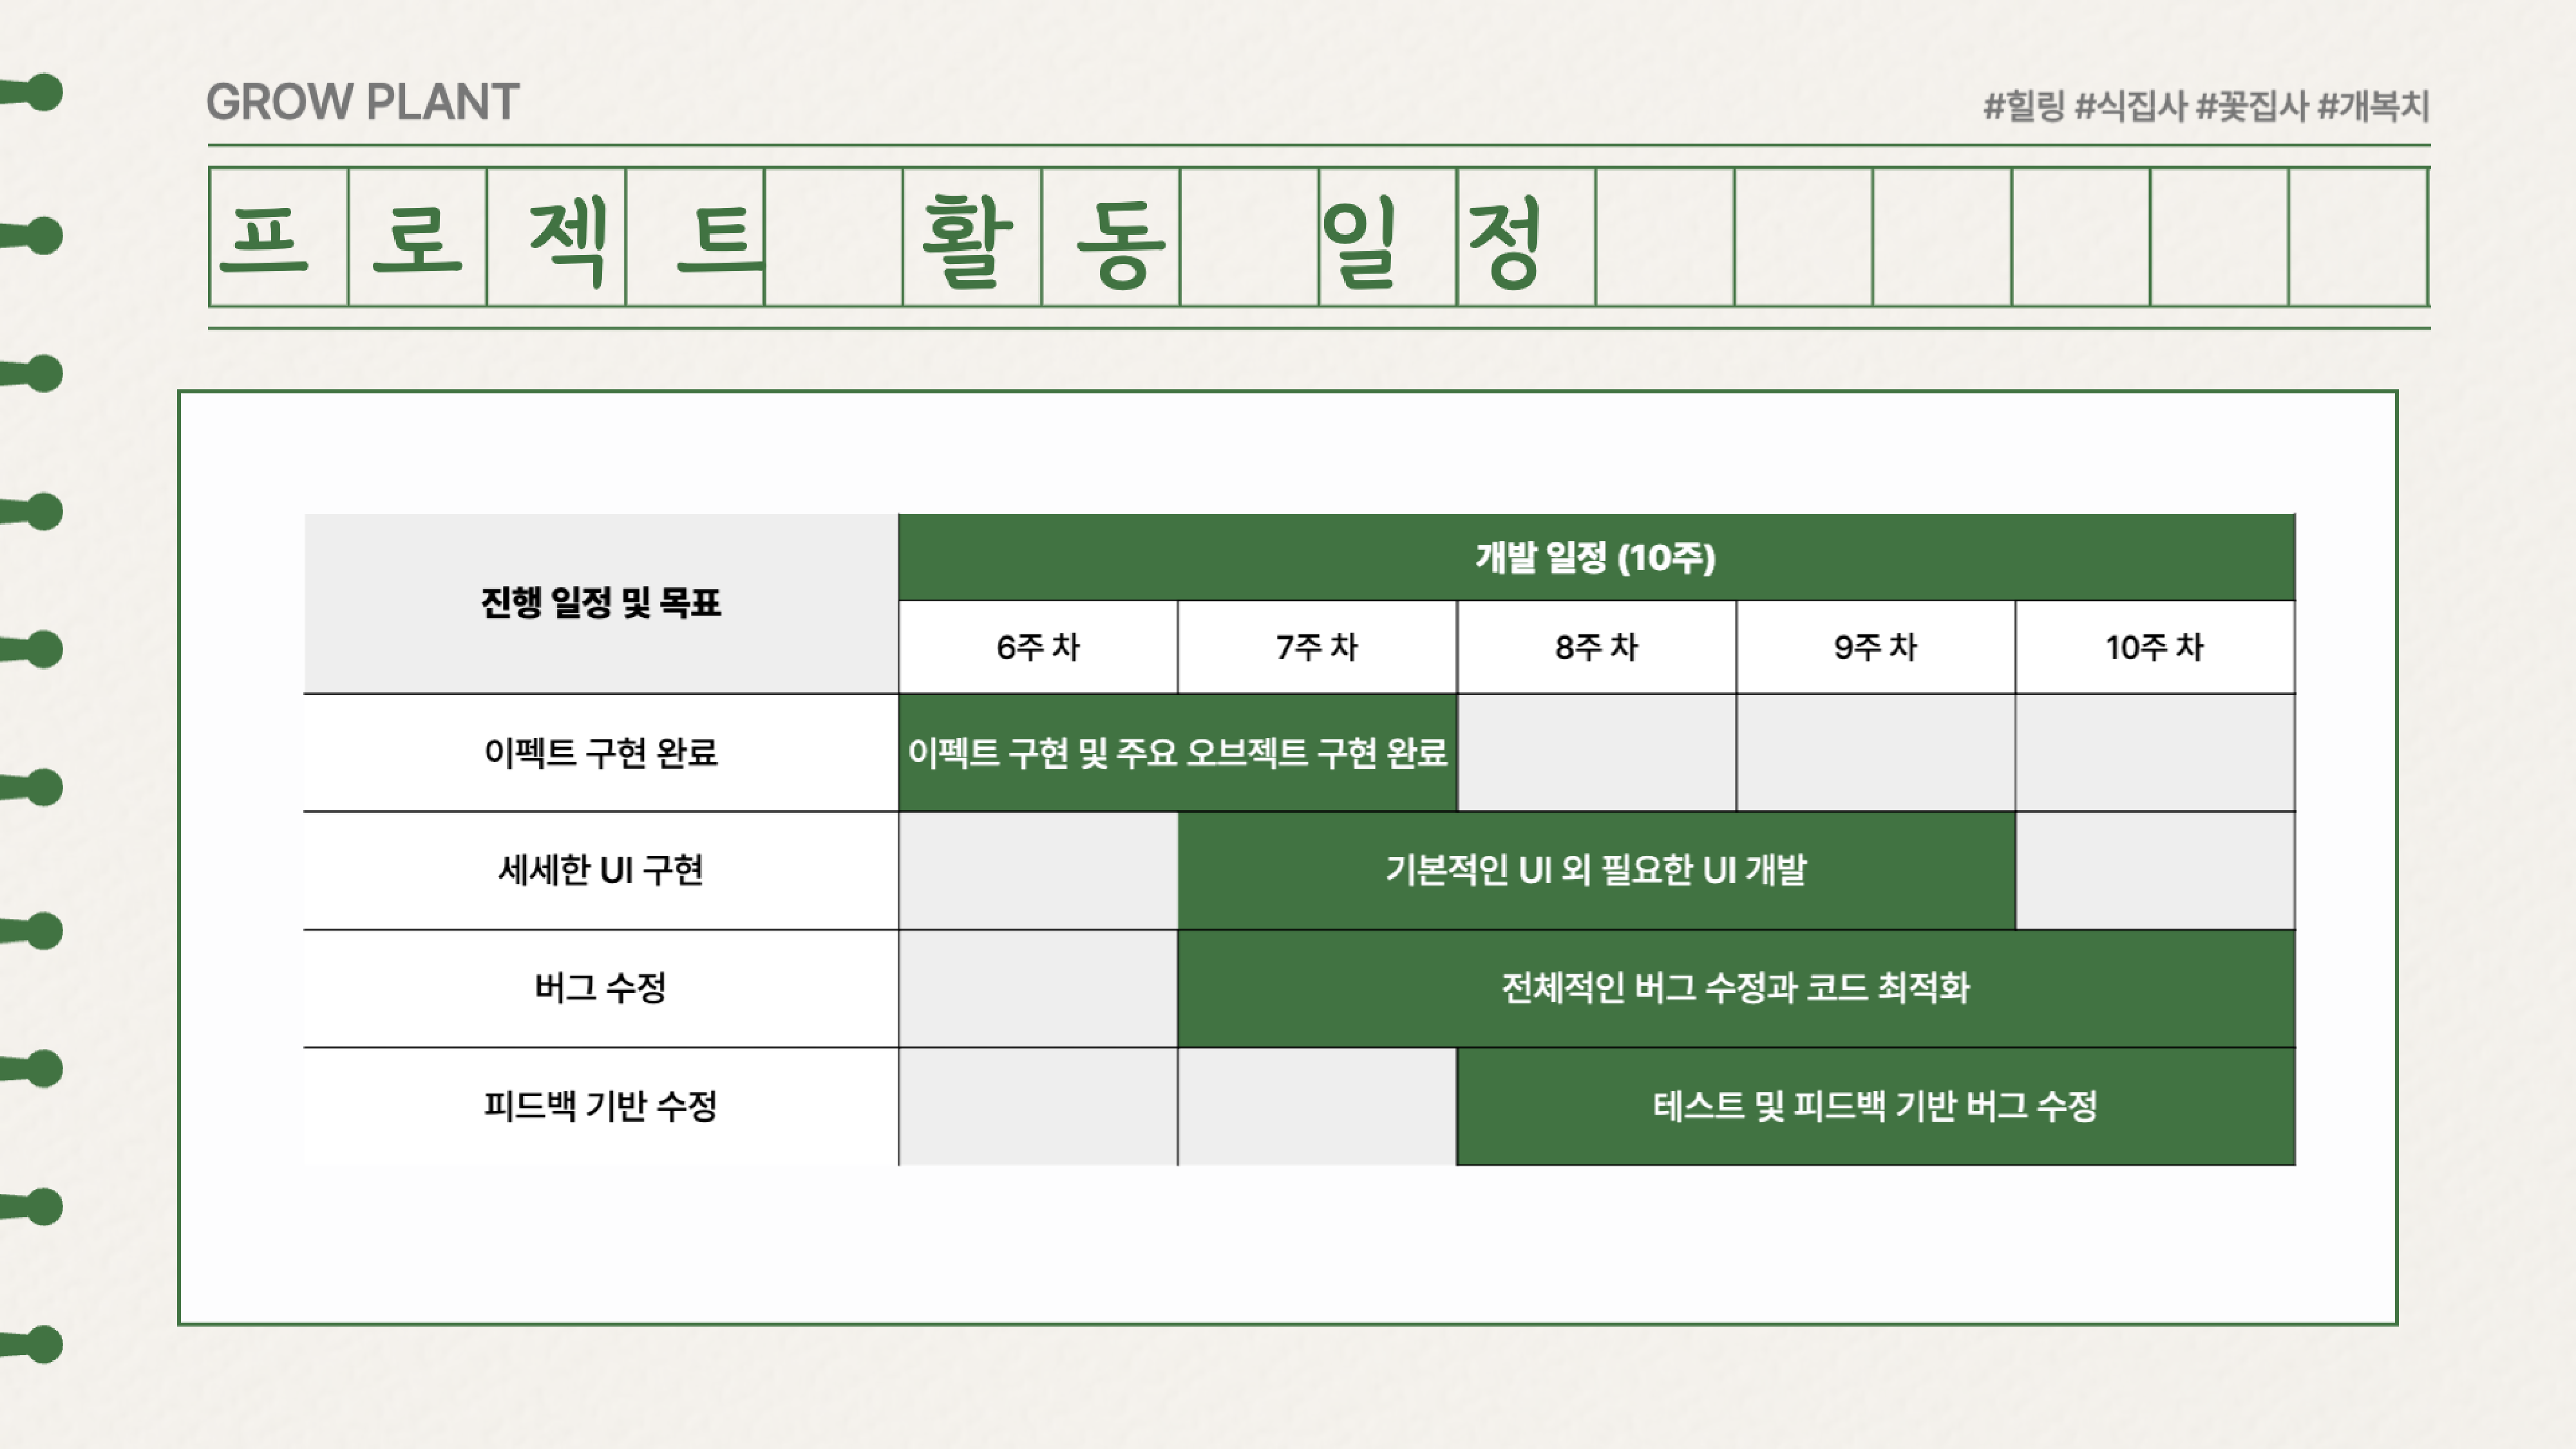 GROW PLANT
#힐링 #식집사 #꽃집사 #개복치
프로젝트 활동 일정
진행 일정 및 목표
개발 일정 (10주)
6주 차
7주 차
8주 차
9주 차
10주 차
이펙트 구현 완료
이펙트 구현 및 주요 오브젝트 구현 완료
세세한 UI 구현
기본적인 UI 외 필요한 UI 개발
버그 수정
전체적인 버그 수정과 코드 최적화
피드백 기반 수정
테스트 및 피드백 기반 버그 수정